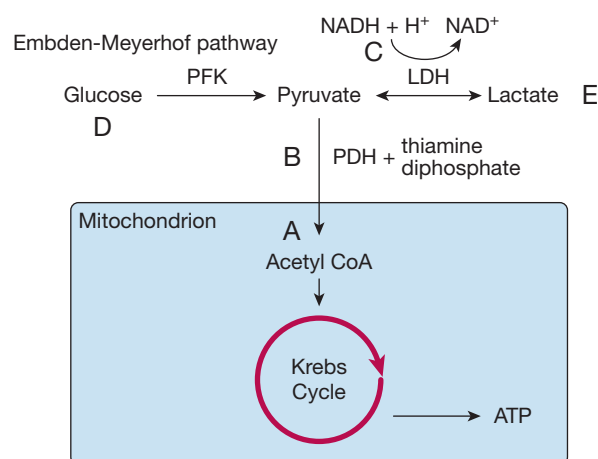 NADH + H⁺ NAD⁺
Embden-Meyerhof pathway
C
PFK LDH
Glucose Pyruvate Lactate E
D
B PDH + thiamine
diphosphate
Mitochondrion
A
Acetyl CoA
Krebs
Cycle
ATP